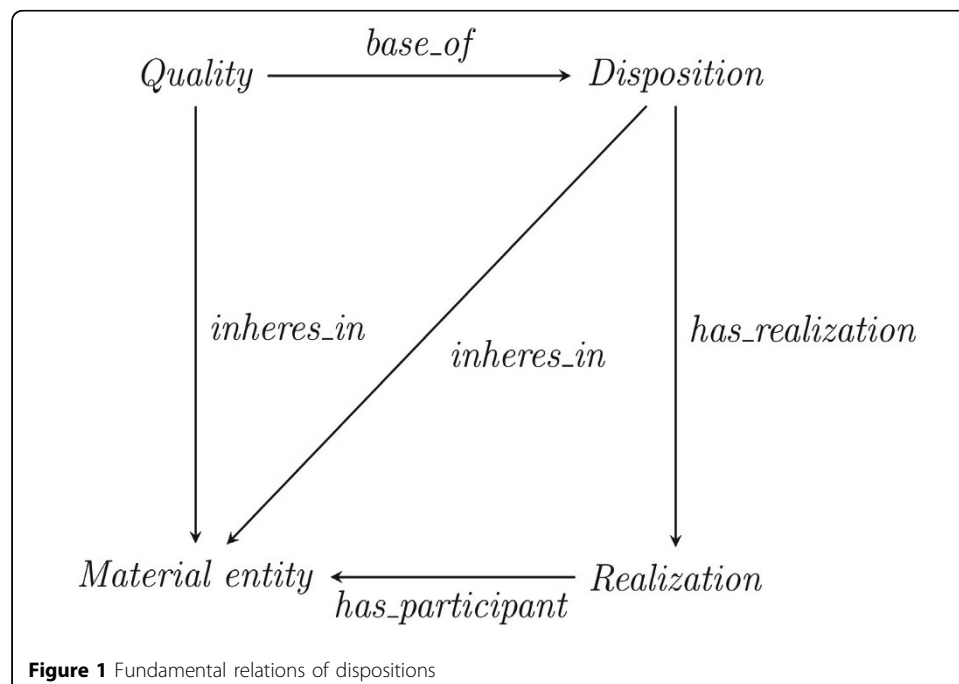 base_of
Quality
Disposition
inheres_in
inheres_in
has_realization
Material entity
Realization
has_participant
Figure 1 Fundamental relations of dispositions